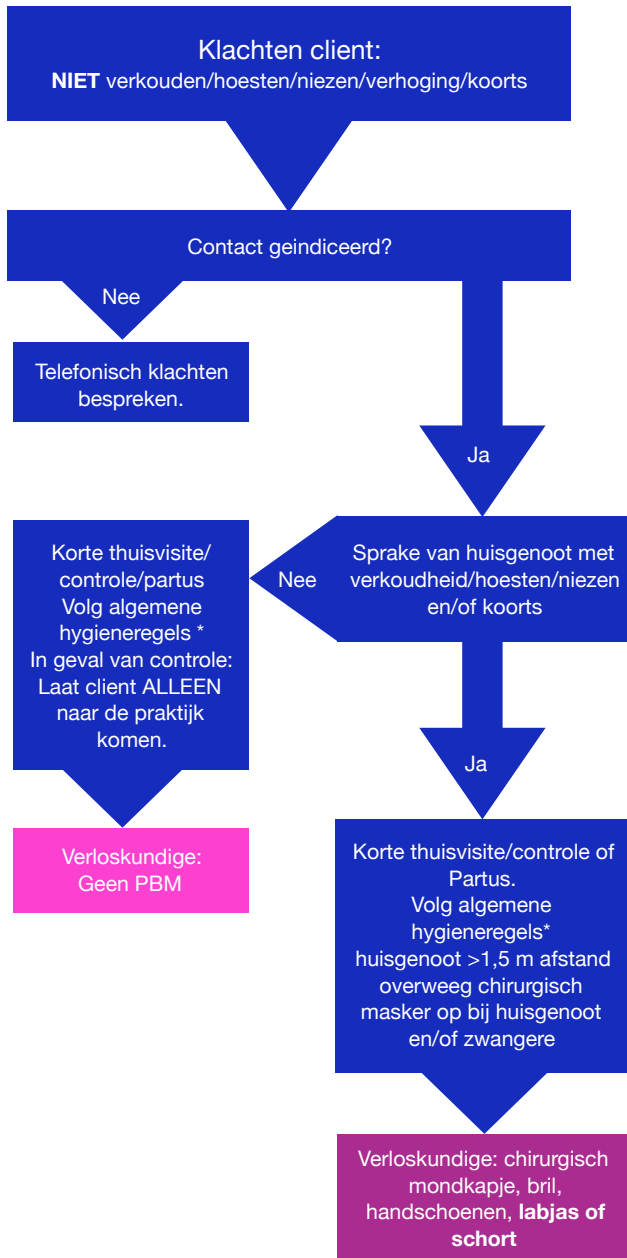 Klachten client:
NIET verkouden/hoesten/niezen/verhoging/koorts
Contact geindiceerd?
Nee
Telefonisch klachten
bespreken.
Ja
Sprake van huisgenoot met
verkoudheid/hoesten/niezen
en/of koorts
Nee
Korte thuisvisite/
controle/partus
Volg algemene
hygieneregels *
In geval van controle:
Laat client ALLEEN
naar de praktijk
komen.
Verloskundige:
Geen PBM
Ja
Korte thuisvisite/controle of
Partus.
Volg algemene
hygieneregels*
huisgenoot >1,5 m afstand
overweeg chirurgisch
masker op bij huisgenoot
en/of zwangere
Verloskundige: chirurgisch
mondkapje, bril,
handschoenen, labjas of
schort